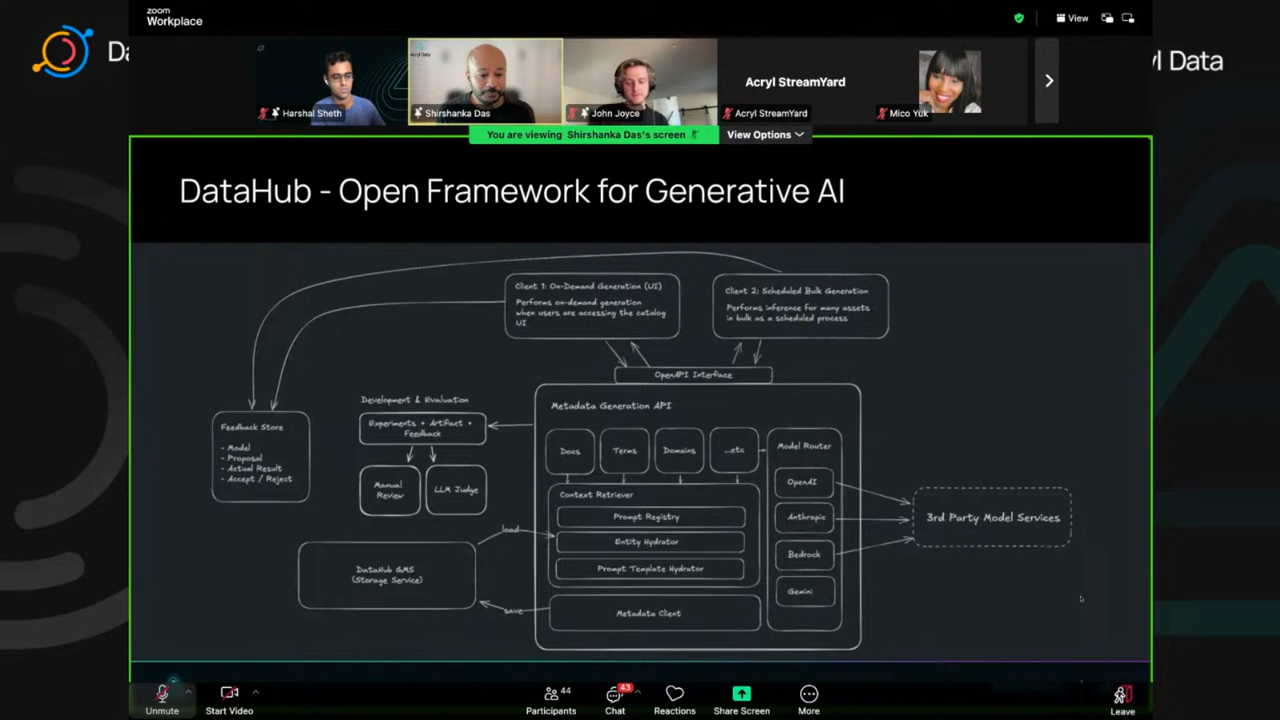 zoom
Workplace
View
Da
yl Data
Acryl Data
Harshal Sheth
Shirshanka Das
John Joyce
Acryl StreamYard
Acryl StreamYard
Mico Yuk
You are viewing Shirshanka Das's screen
View Options
DataHub - Open Framework for Generative AI
Client 1: On-Demand Generation (UI)
Performs on-demand generation
when users are accessing the catalog
UI
Client 2: Scheduled Bulk Generation
Performs inference for many assets
in bulk as a scheduled process
OpenAPI Interface
Development & Evaluation
Experiments + Artifact +
Feedback
Manual
Review
LLM Judge
Feedback Store
- Model
- Proposal
- Actual Result
- Accept / Reject
Metadata Generation API
Docs
Terms
Domains
...etc
Model Router
OpenAI
Anthropic
Bedrock
Gemini
Context Retriever
Prompt Registry
Entity Hydrator
Prompt Template Hydrator
Metadata Client
3rd Party Model Services
load
save
DataHub GMS
(Storage Service)
Unmute
Start Video
44
Participants
43
Chat
Reactions
Share Screen
More
Leave